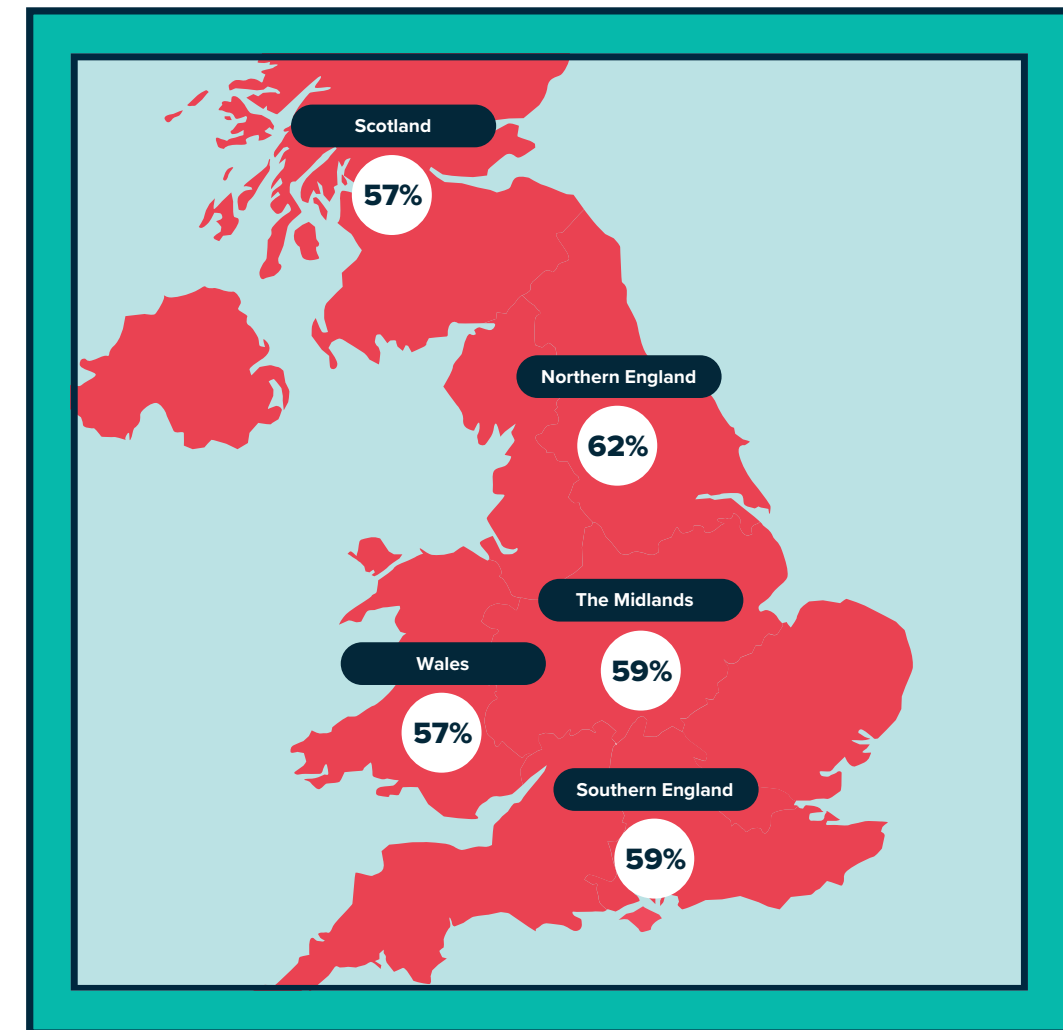 Scotland
57%
Northern England
62%
The Midlands
59%
Wales
57%
Southern England
59%